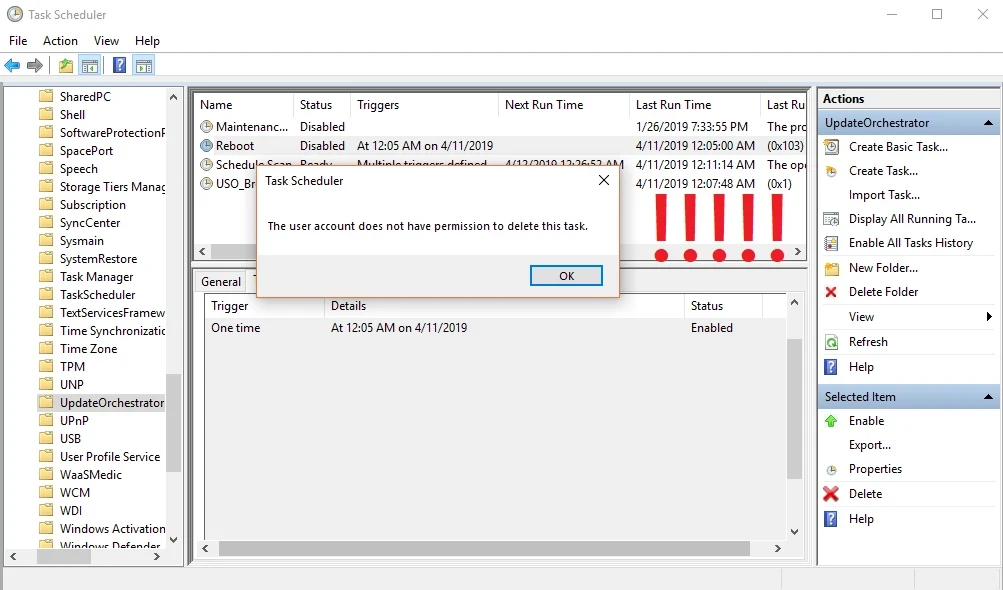 Task Scheduler
File Action View Help
SharedPC
Shell
SoftwareProtectionP
SpacePort
Speech
Storage Tiers Manag
Subscription
SyncCenter
Sysmain
SystemRestore
Task Manager
TaskScheduler
TextServicesFramew
Time Synchronizatic
Time Zone
TPM
UNP
UpdateOrchestrator
UPnP
USB
User Profile Service
WaaSMedic
WCM
WDI
Windows Activation
Windows Defender
Name Status Triggers Next Run Time Last Run Time Last Ru
Maintenanc... Disabled 1/26/2019 7:33:55 PM The pro
Reboot Disabled At 12:05 AM on 4/11/2019 4/11/2019 12:05:00 AM (0x103)
Schedule Scan Ready Multiple triggers defined 4/12/2019 12:26:52 AM 4/11/2019 12:11:14 AM The ope
USO_Br 4/11/2019 12:07:48 AM (0x1)
! ! ! ! !
Task Scheduler
The user account does not have permission to delete this task.
OK
General
Trigger Details Status
One time At 12:05 AM on 4/11/2019 Enabled
Actions
UpdateOrchestrator
Create Basic Task...
Create Task...
Import Task...
Display All Running Ta...
Enable All Tasks History
New Folder...
Delete Folder
View
Refresh
Help
Selected Item
Enable
Export...
Properties
Delete
Help